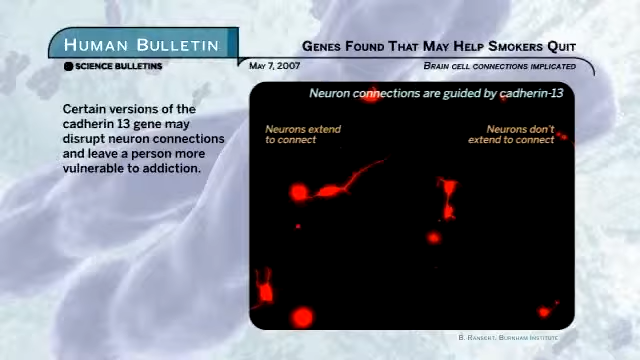 HUMAN BULLETIN
SCIENCE BULLETINS
GENES FOUND THAT MAY HELP SMOKERS QUIT
MAY 7, 2007
BRAIN CELL CONNECTIONS IMPLICATED
Certain versions of the
cadherin 13 gene may
disrupt neuron connections
and leave a person more
vulnerable to addiction.
Neuron connections are guided by cadherin-13
Neurons extend
to connect
Neurons don't
extend to connect
B. RANSCHT, BURNHAM INSTITUTE